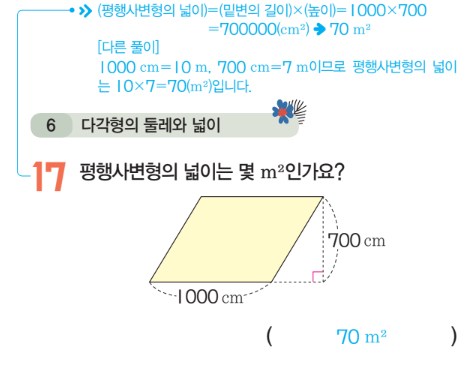 (평행사변형의 넓이)=(밑변의 길이)×(높이)=1000×700
=700000(cm²) → 70 m²
[다른 풀이]
1000 cm=10 m, 700 cm=7 m이므로 평행사변형의 넓이
는 10×7=70(m²)입니다.
6 다각형의 둘레와 넓이
17 평행사변형의 넓이는 몇 m²인가요?
700 cm
1000 cm
( 70 m² )